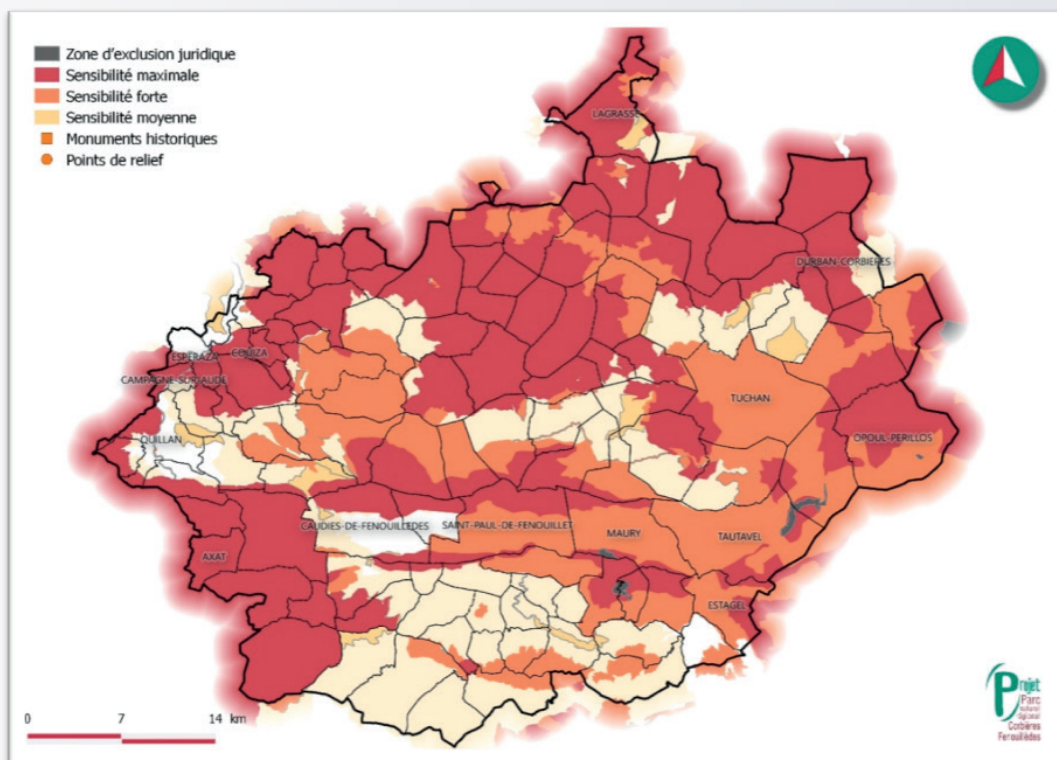 Zone d'exclusion juridique
Sensibilité maximale
Sensibilité forte
Sensibilité moyenne
Monuments historiques
Points de relief
LAGRASSE
DURBAN-CORBIERES
ESPERAZA
COUIZA
CAMPAGNE-SUR-AUDE
TUCHAN
QUILLAN
OPOUL-PERILLOS
CAUDIES-DE-FENOUILLEDES
SAINT-PAUL-DE-FENOUILLET
MAURY
TAUTAVEL
AXAT
ESTAGEL
0 7 14 km
Projet
Parc
Naturel
Régional
Corbières
Fenouillèdes